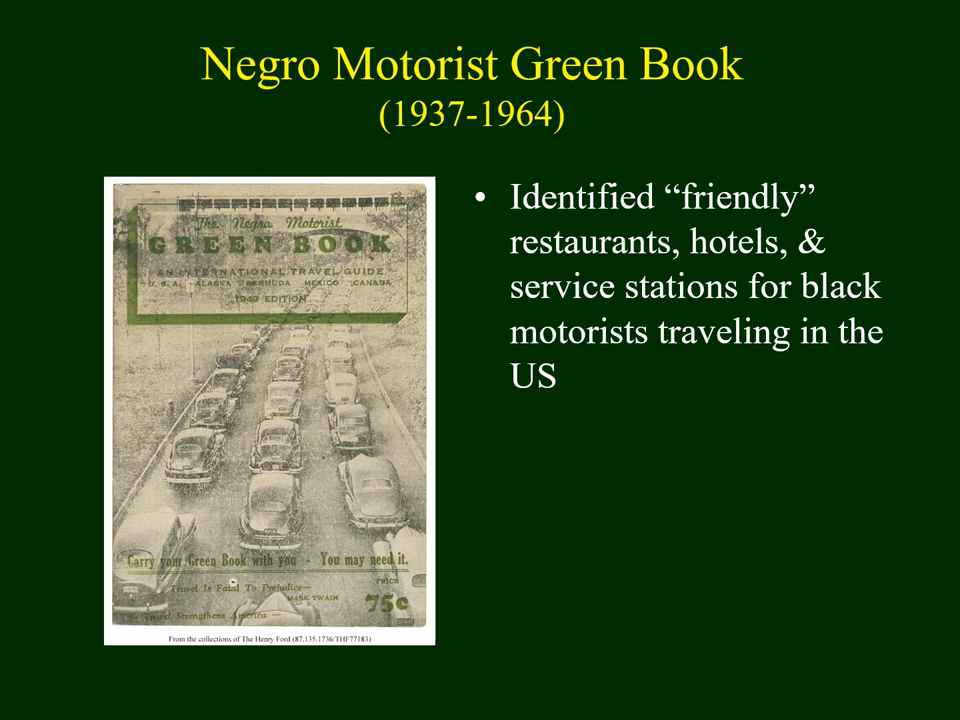 Negro Motorist Green Book
(1937-1964)
The Negro Motorist
GREEN BOOK
AN INTERNATIONAL TRAVEL GUIDE
U. S. A. ALASKA BERMUDA MEXICO CANADA
1949 EDITION
Carry your Green Book with you - You may need it.
Travel Is Fatal To Prejudice—
MARK TWAIN
PRICE
75c
Travel Strengthens America —
From the collections of The Henry Ford (87.135.1736/THF77183)
• Identified “friendly”
restaurants, hotels, &
service stations for black
motorists traveling in the
US